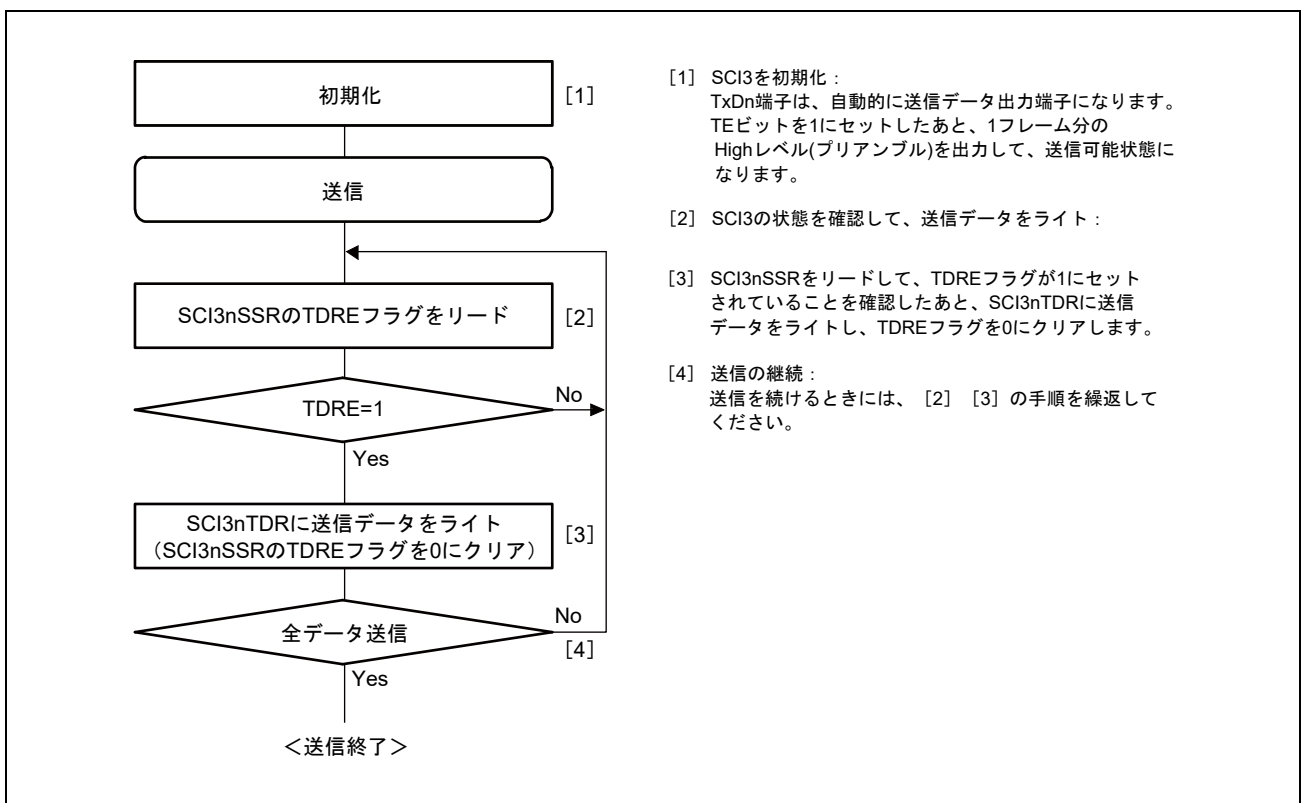 初期化
[1]
送信
SCI3nSSRのTDREフラグをリード
[2]
TDRE=1
No
Yes
SCI3nTDRに送信データをライト
（SCI3nSSRのTDREフラグを0にクリア）
[3]
全データ送信
No
[4]
Yes
＜送信終了＞
[1] SCI3を初期化：
TxDn端子は、自動的に送信データ出力端子になります。
TEビットを1にセットしたあと、1フレーム分の
Highレベル(プリアンブル)を出力して、送信可能状態に
なります。
[2] SCI3の状態を確認して、送信データをライト：
[3] SCI3nSSRをリードして、TDREフラグが1にセット
されていることを確認したあと、SCI3nTDRに送信
データをライトし、TDREフラグを0にクリアします。
[4] 送信の継続：
送信を続けるときには、［2］［3］の手順を繰返して
ください。